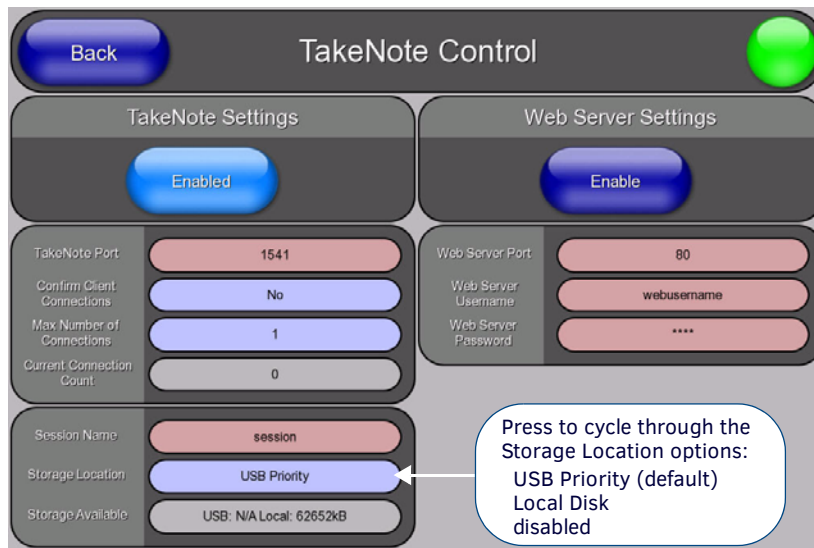 Back
TakeNote Control
TakeNote Settings
Web Server Settings
Enabled
Enable
TakeNote Port
1541
Confirm Client
Connections
No
Max Number of
Connections
1
Current Connection
Count
0
Web Server Port
80
Web Server
Username
webusername
Web Server
Password
****
Session Name
session
Storage Location
USB Priority
Storage Available
USB: N/A Local: 62652kB
Press to cycle through the
Storage Location options:
USB Priority (default)
Local Disk
disabled